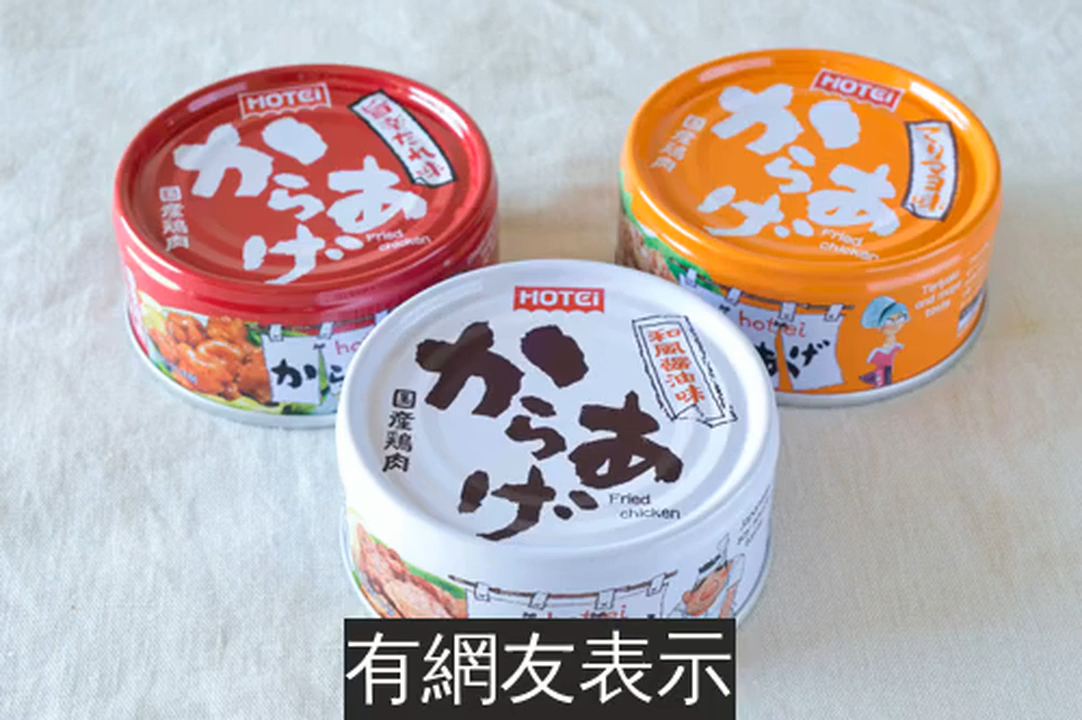 HOTEi
からあげ
国産鶏肉
Fried
chicken
HOTEi
からあげ
国産鶏肉
Fried
chicken
hotei
HOTEi
和風醤油味
からあげ
国産鶏肉
Fried
chicken
hotei
有網友表示